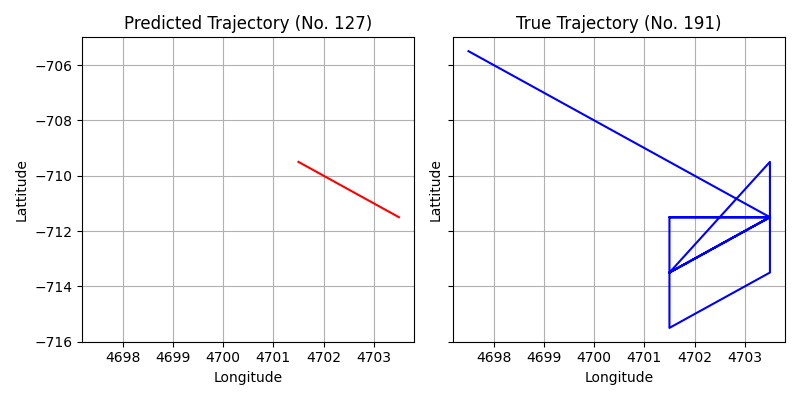 Predicted Trajectory (No. 127)
True Trajectory (No. 191)
−706
−708
−710
−712
−714
−716
Lattitude
Lattitude
4698 4699 4700 4701 4702 4703
4698 4699 4700 4701 4702 4703
Longitude
Longitude